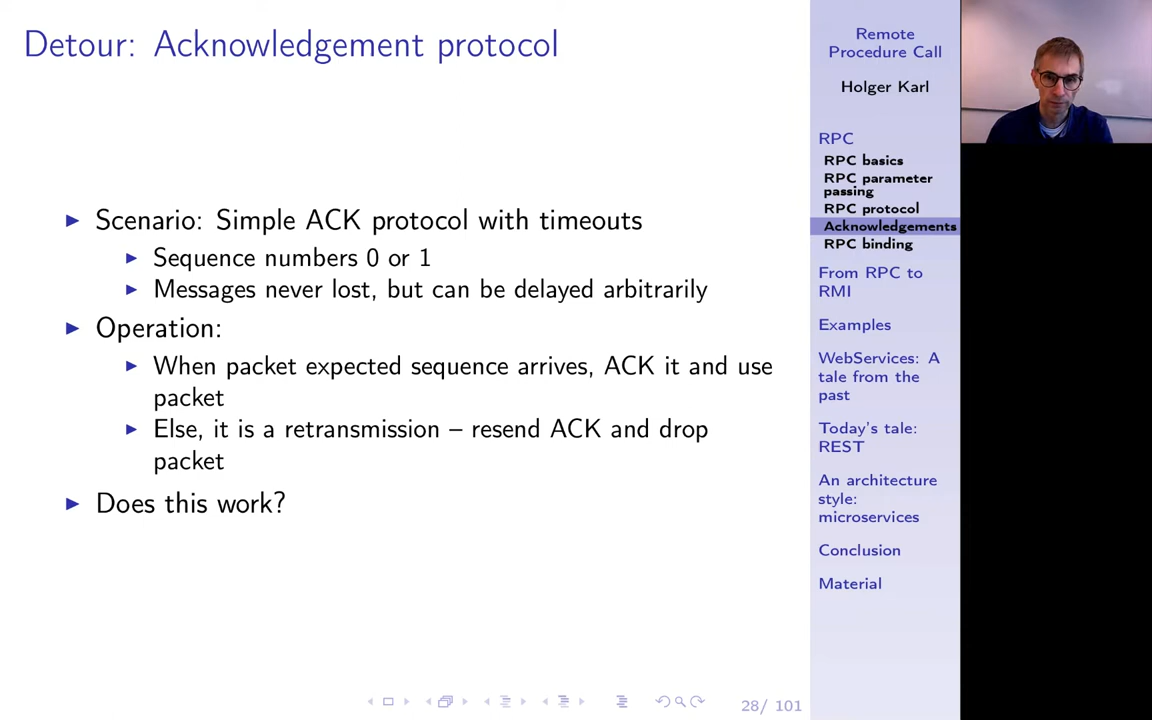 Detour: Acknowledgement protocol
▶ Scenario: Simple ACK protocol with timeouts
▶ Sequence numbers 0 or 1
▶ Messages never lost, but can be delayed arbitrarily
▶ Operation:
▶ When packet expected sequence arrives, ACK it and use
packet
▶ Else, it is a retransmission – resend ACK and drop
packet
▶ Does this work?
28/ 101
Remote
Procedure Call
Holger Karl
RPC
RPC basics
RPC parameter
passing
RPC protocol
Acknowledgements
RPC binding
From RPC to
RMI
Examples
WebServices: A
tale from the
past
Today's tale:
REST
An architecture
style:
microservices
Conclusion
Material